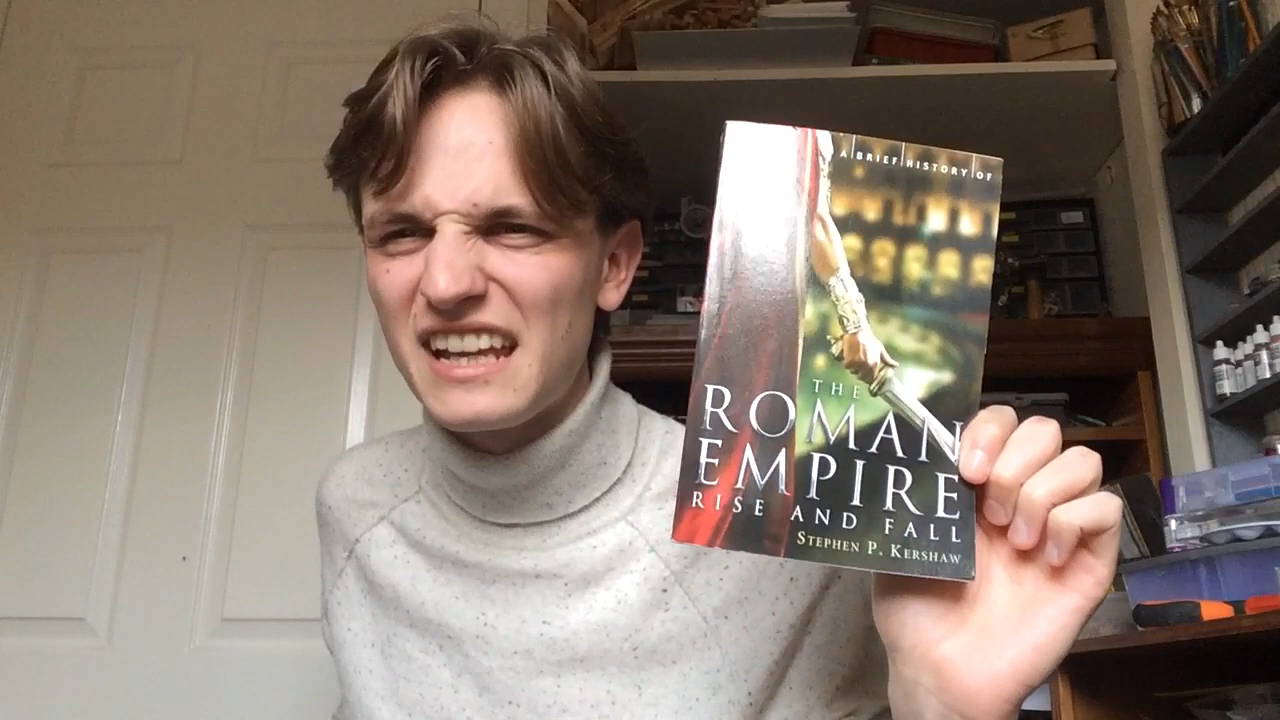 A BRIEF HISTORY OF
THE
ROMAN
EMPIRE
RISE AND FALL
STEPHEN P. KERSHAW